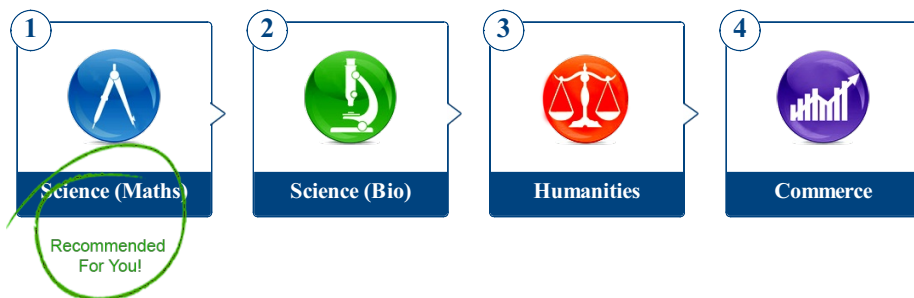 1
2
3
4
Science (Maths)
Science (Bio)
Humanities
Commerce
Recommended
For You!